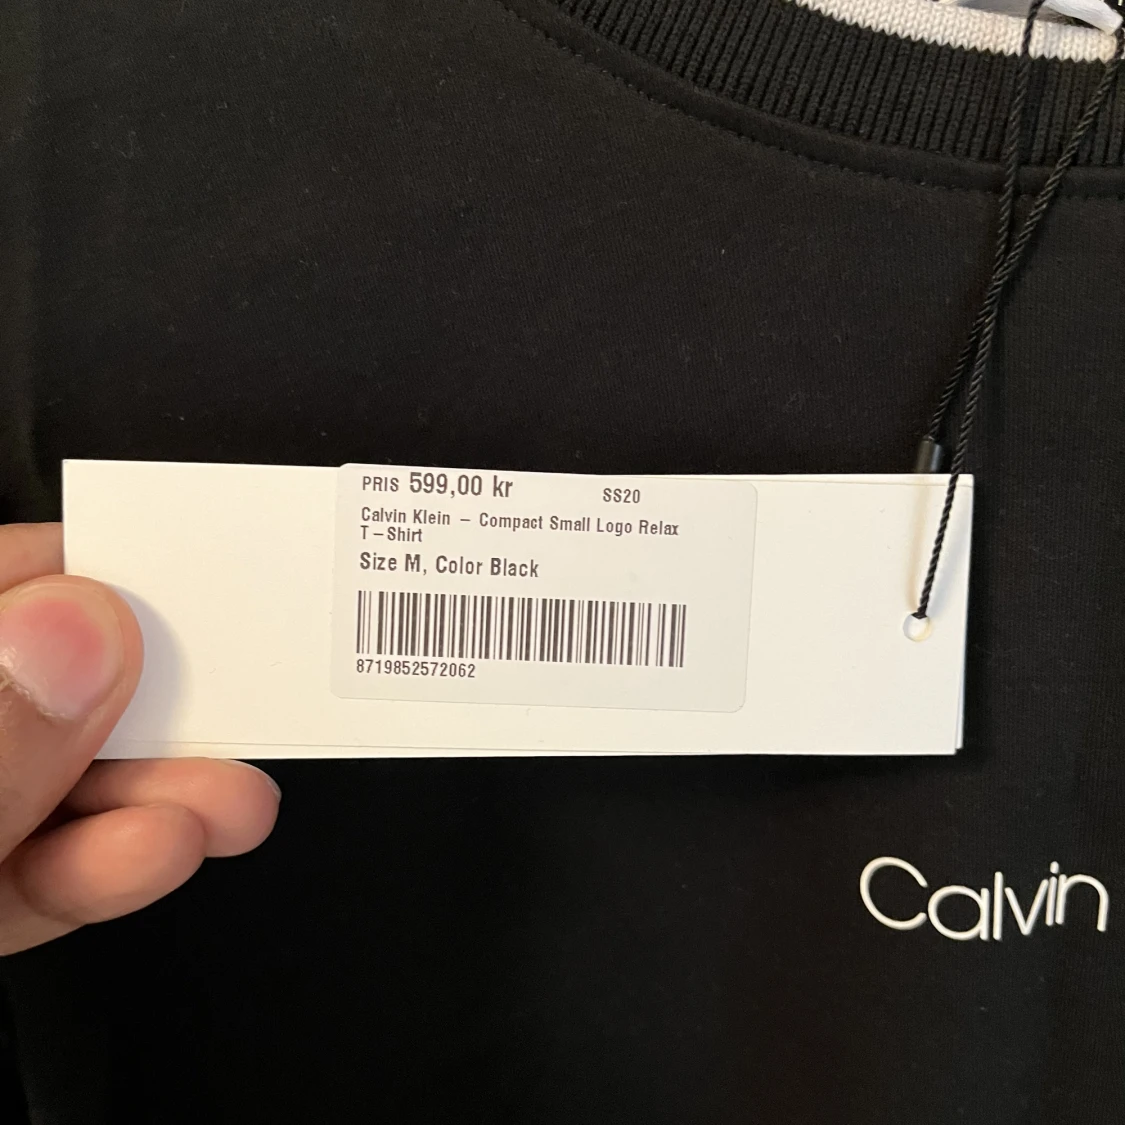 PRIS 599,00 kr SS20
Calvin Klein – Compact Small Logo Relax
T–Shirt
Size M, Color Black
8719852572062
Calvin